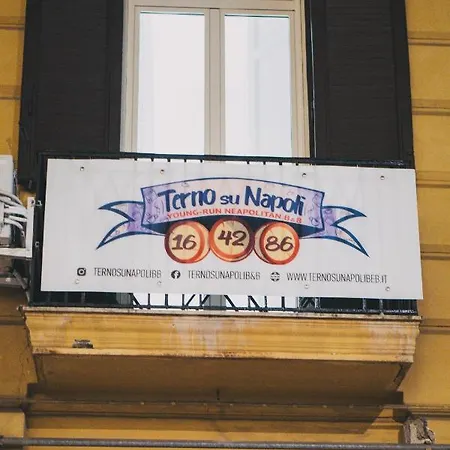 Terno su Napoli
YOUNG-RUN NEAPOLITAN B&B
16 42 86
TERNOSUNAPOLIBB TERNOSUNAPOLIB&B WWW.TERNOSUNAPOLIBEB.IT